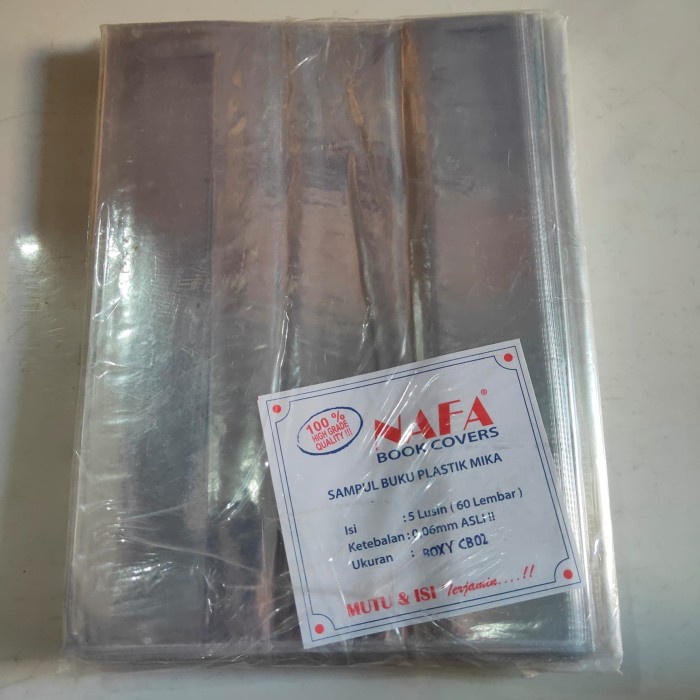 100 %
HIGH GRADE
QUALITY !!!
NAFA®
BOOK COVERS
SAMPUL BUKU PLASTIK MIKA
Isi : 5 Lusin ( 60 Lembar )
Ketebalan : 0,06mm ASLI !!
Ukuran : BOXY CB02
MUTU & ISI Terjamin....!!